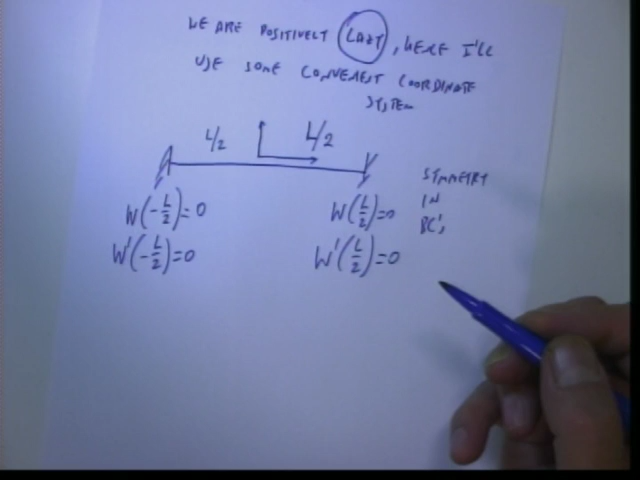 WE ARE POSITIVELY LAZY, HENCE I'LL
USE SOME CONVENIENT COORDINATE
SYSTEM
L/2 L/2
W(-L/2)=0 W(L/2)=0
W'(-L/2)=0 W'(L/2)=0
SYMMETRY
IN
BC's